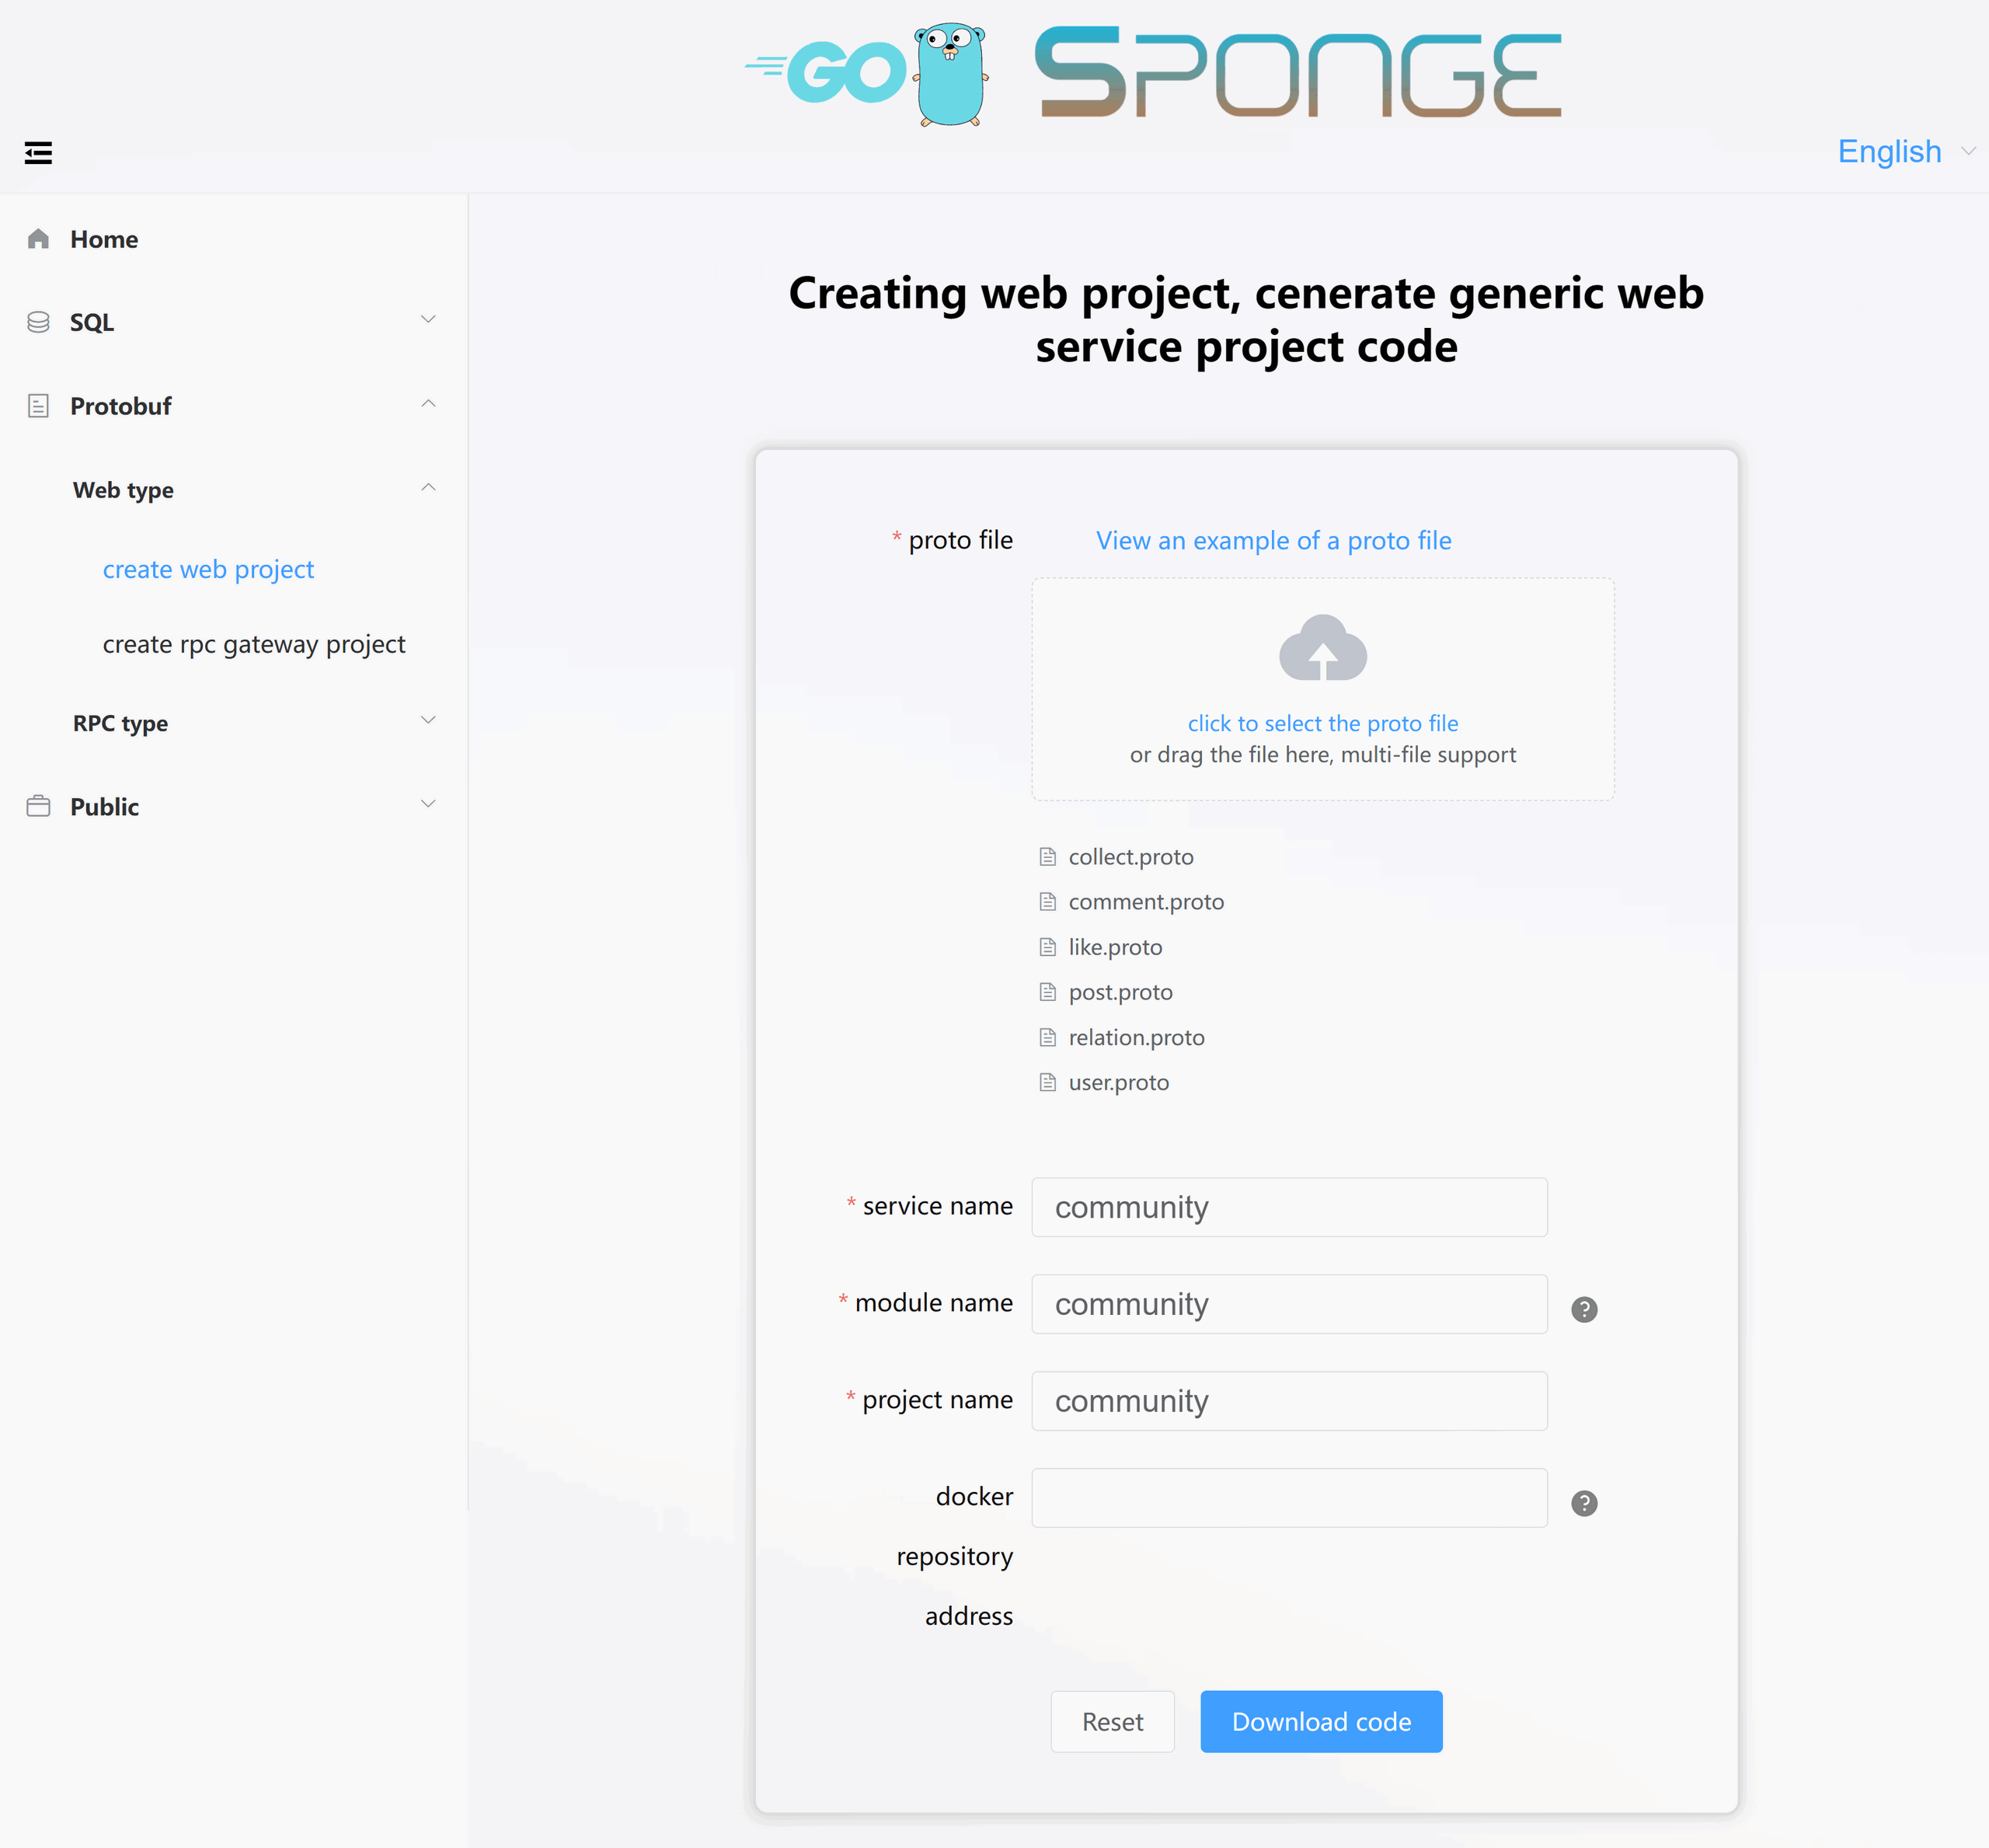 GO SPONGE
English
Home
SQL
Protobuf
Web type
create web project
create rpc gateway project
RPC type
Public
Creating web project, cenerate generic web
service project code
* proto file
View an example of a proto file
click to select the proto file
or drag the file here, multi-file support
collect.proto
comment.proto
like.proto
post.proto
relation.proto
user.proto
* service name community
* module name community ?
* project name community
docker ?
repository
address
Reset Download code